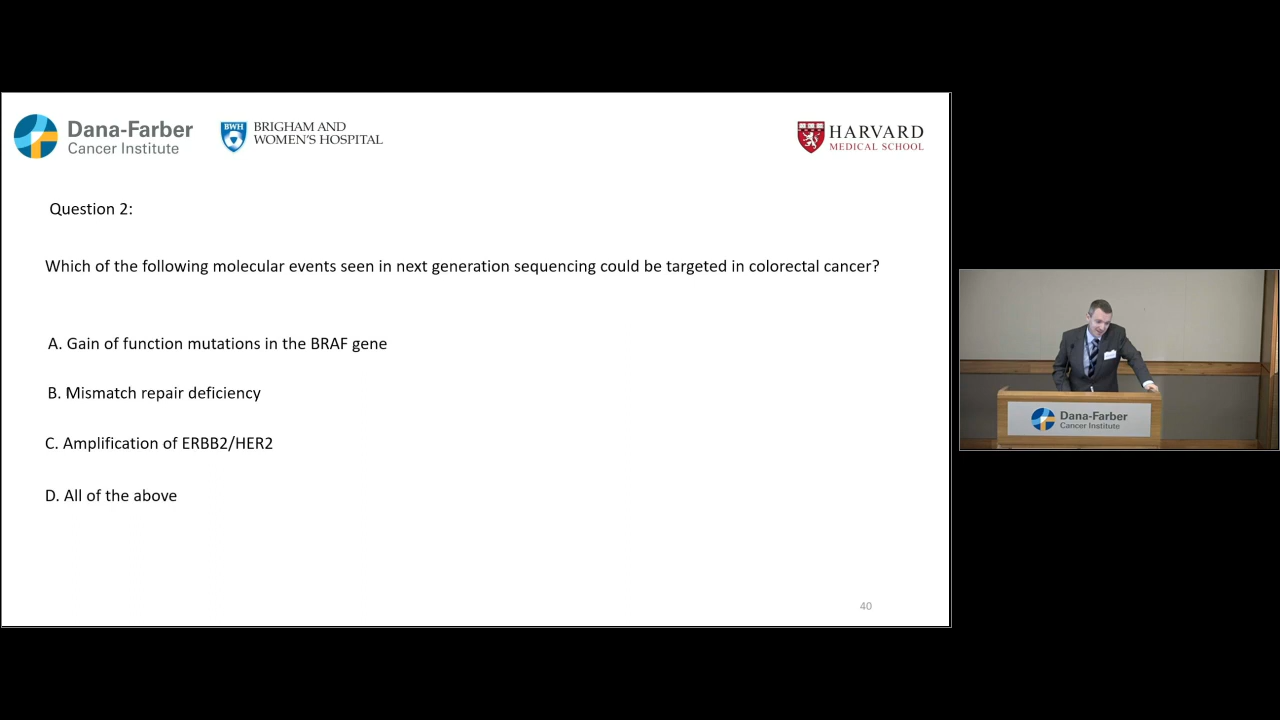 Dana-Farber
Cancer Institute
BWH
BRIGHAM AND
WOMEN'S HOSPITAL
HARVARD
MEDICAL SCHOOL
Question 2:
Which of the following molecular events seen in next generation sequencing could be targeted in colorectal cancer?
A. Gain of function mutations in the BRAF gene
B. Mismatch repair deficiency
C. Amplification of ERBB2/HER2
D. All of the above
40
Dana-Farber
Cancer Institute